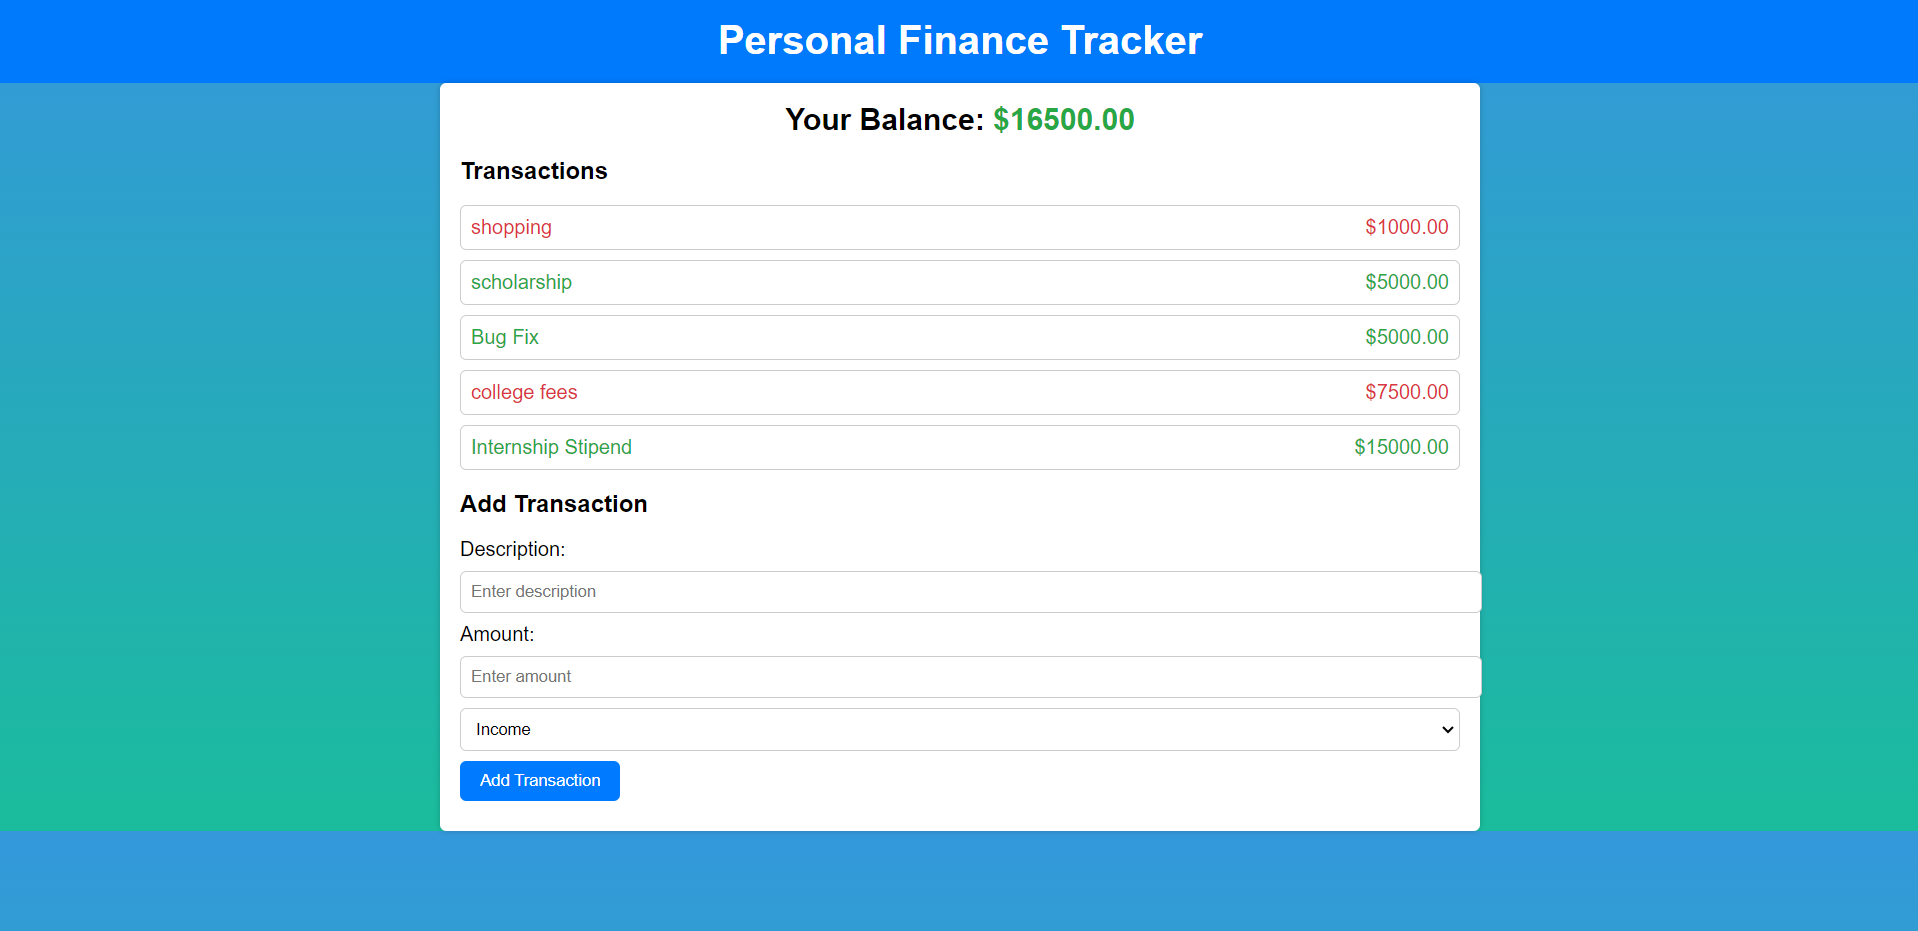 Personal Finance Tracker
Your Balance: $16500.00
Transactions
shopping $1000.00
scholarship $5000.00
Bug Fix $5000.00
college fees $7500.00
Internship Stipend $15000.00
Add Transaction
Description:
Enter description
Amount:
Enter amount
Income
Add Transaction